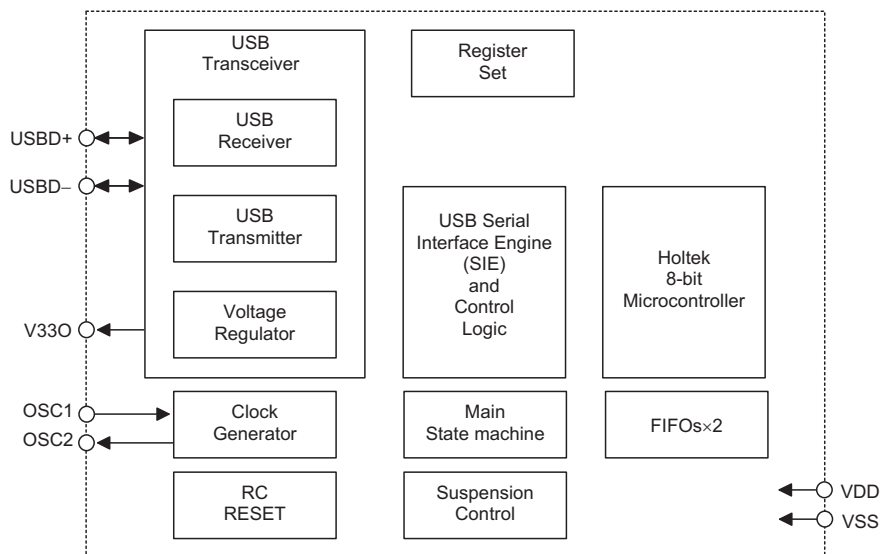 USB
Transceiver
Register
Set
USB
Receiver
USBD+
USBD−
USB
Transmitter
USB Serial
Interface Engine
(SIE)
and
Control
Logic
Holtek
8-bit
Microcontroller
Voltage
Regulator
V33O
OSC1
OSC2
Clock
Generator
Main
State machine
FIFOs×2
RC
RESET
Suspension
Control
VDD
VSS